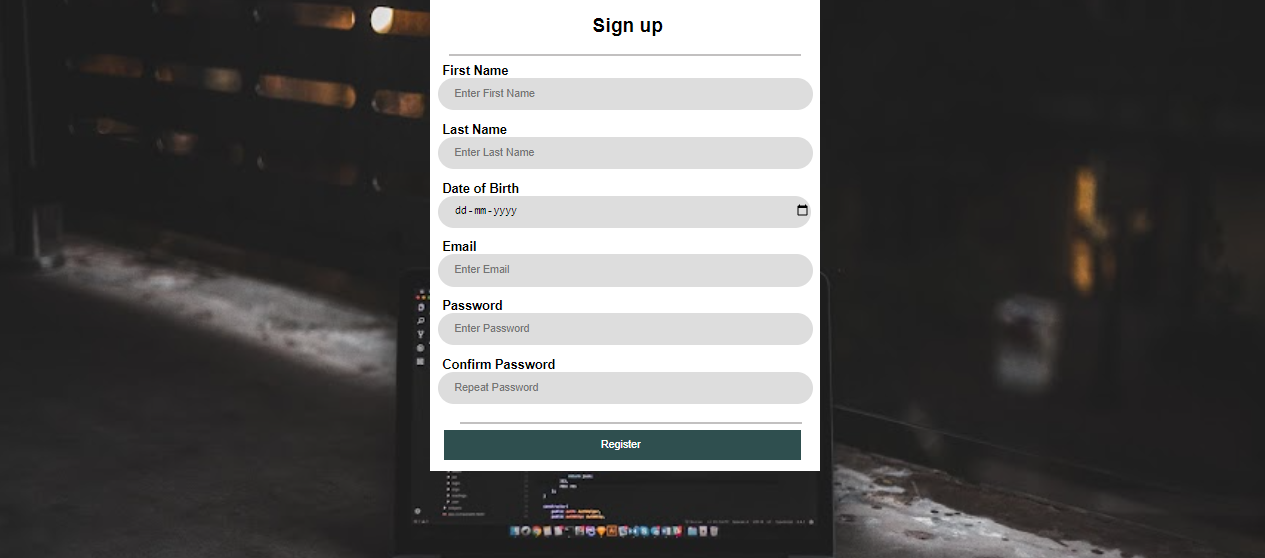 Sign up
First Name
Enter First Name
Last Name
Enter Last Name
Date of Birth
dd-mm-yyyy
Email
Enter Email
Password
Enter Password
Confirm Password
Repeat Password
Register